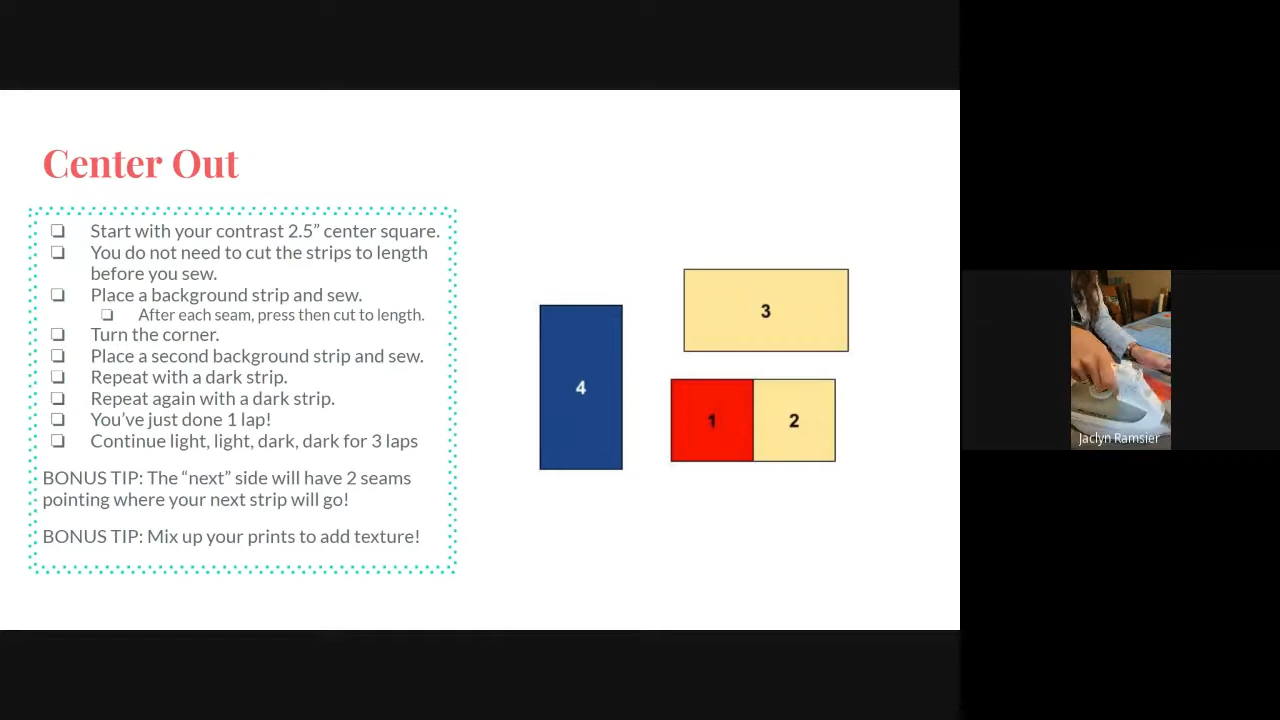 Center Out
❏ Start with your contrast 2.5” center square.
❏ You do not need to cut the strips to length
before you sew.
❏ Place a background strip and sew.
❏ After each seam, press then cut to length.
❏ Turn the corner.
❏ Place a second background strip and sew.
❏ Repeat with a dark strip.
❏ Repeat again with a dark strip.
❏ You’ve just done 1 lap!
❏ Continue light, light, dark, dark for 3 laps
BONUS TIP: The “next” side will have 2 seams
pointing where your next strip will go!
BONUS TIP: Mix up your prints to add texture!
3
4
1 2
Jaclyn Ramsier